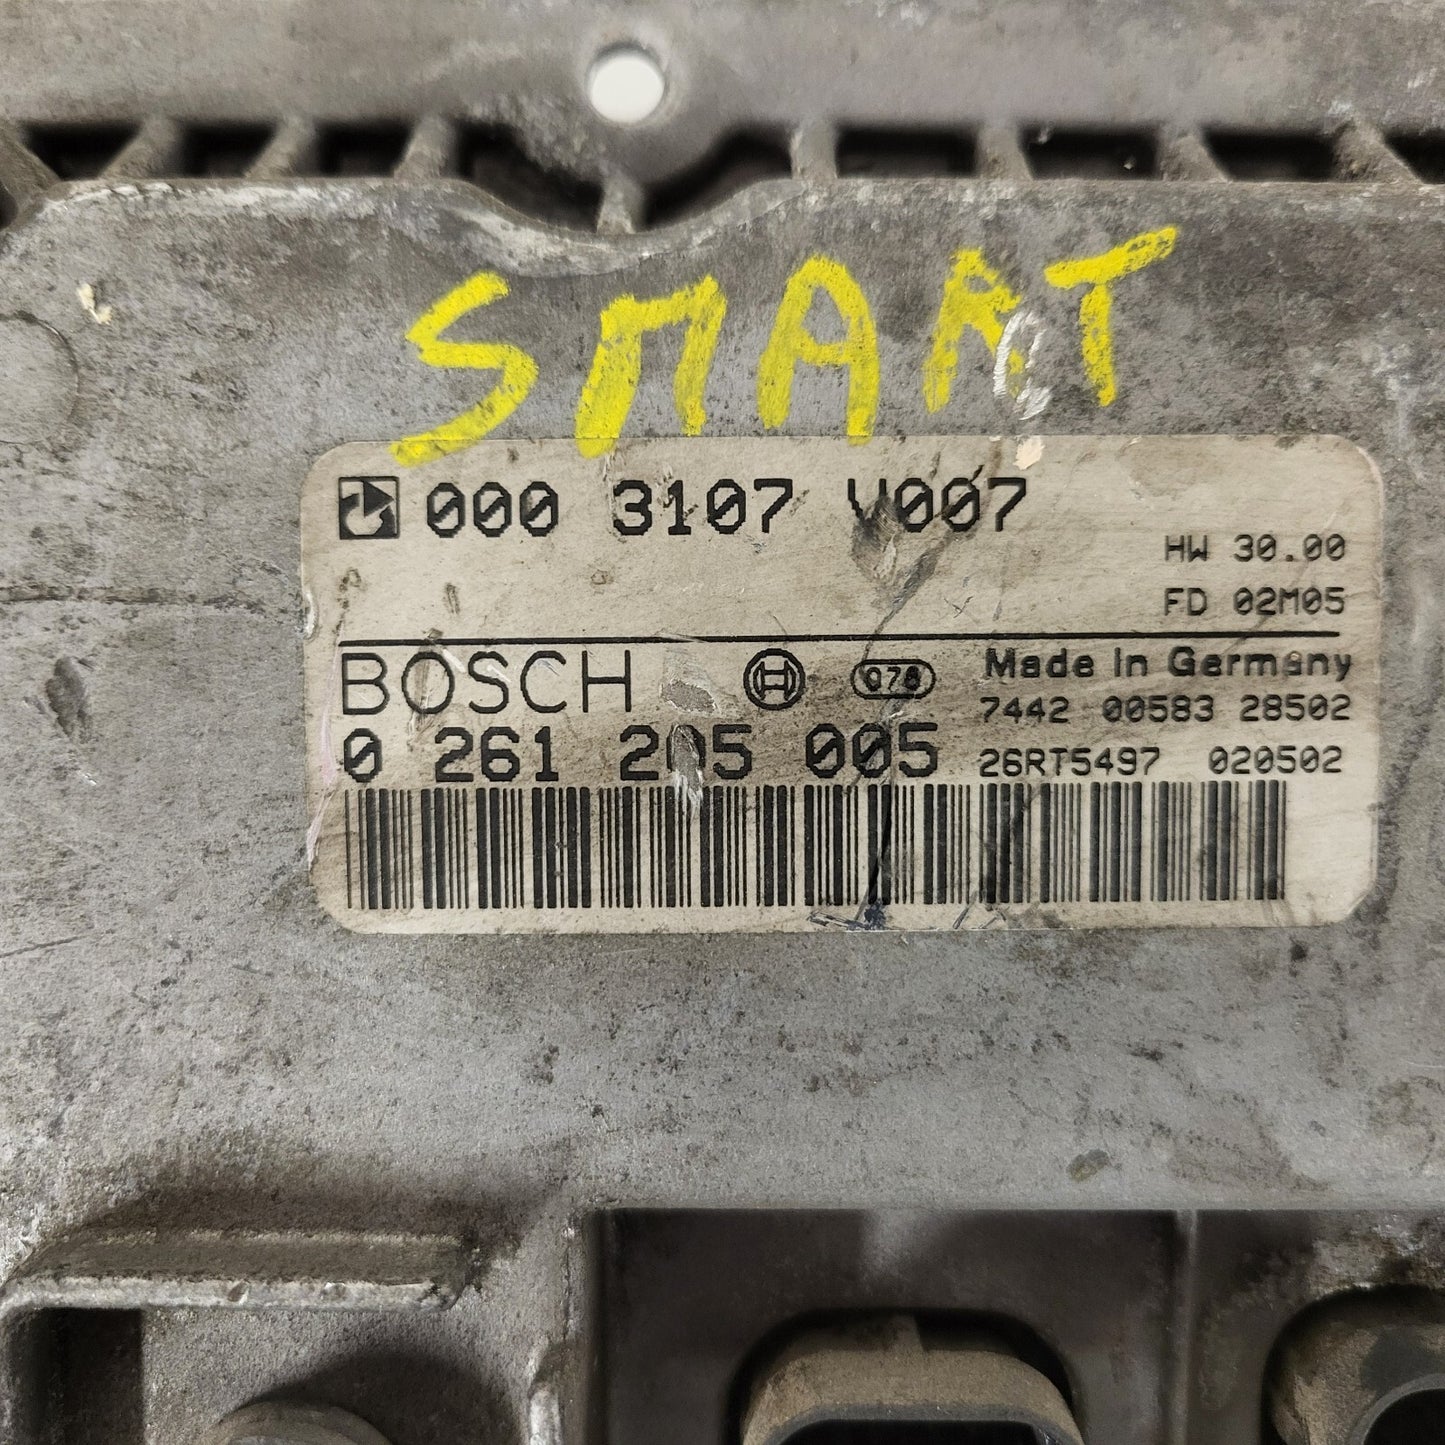 SMART
000 3107 V007
HW 30.00
FD 02M05
BOSCH H 078 Made in Germany
7442 00583 28502
0 261 205 005 26RT5497 020502